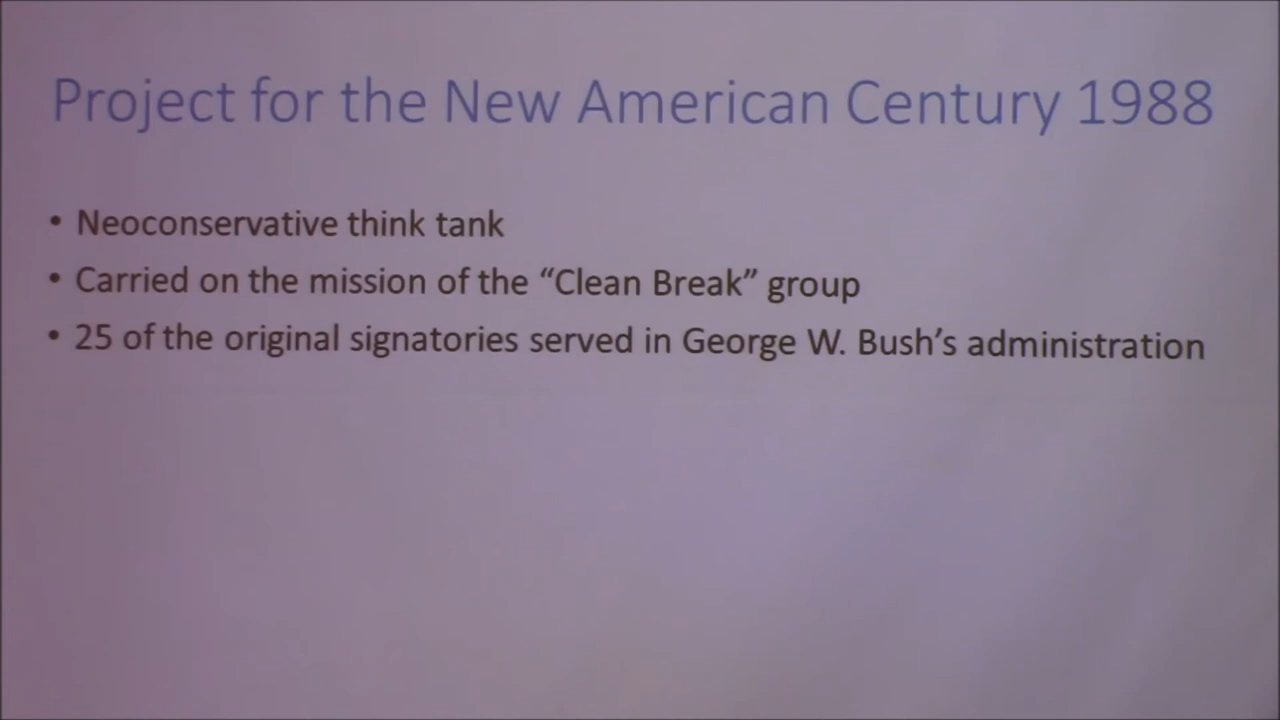 Project for the New American Century 1988
• Neoconservative think tank
• Carried on the mission of the “Clean Break” group
• 25 of the original signatories served in George W. Bush’s administration